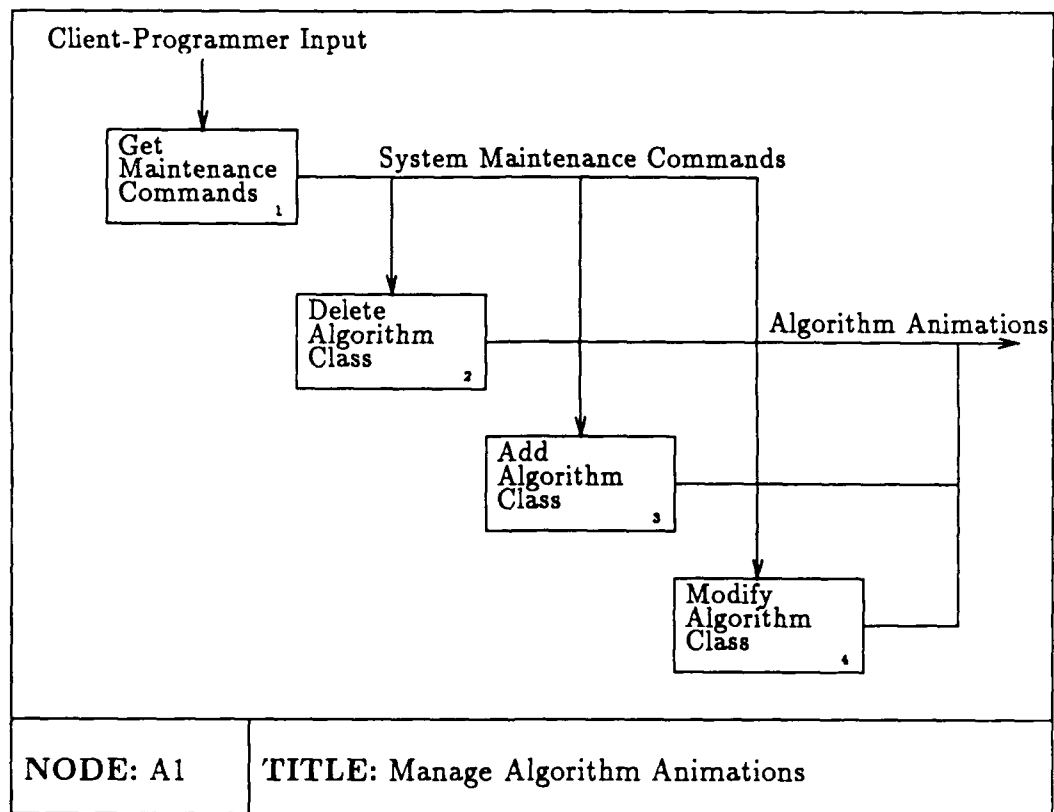 Client-Programmer Input
Get
Maintenance
Commands
1
System Maintenance Commands
Delete
Algorithm
Class
2
Algorithm Animations
Add
Algorithm
Class
3
Modify
Algorithm
Class
4
NODE: A1
TITLE: Manage Algorithm Animations